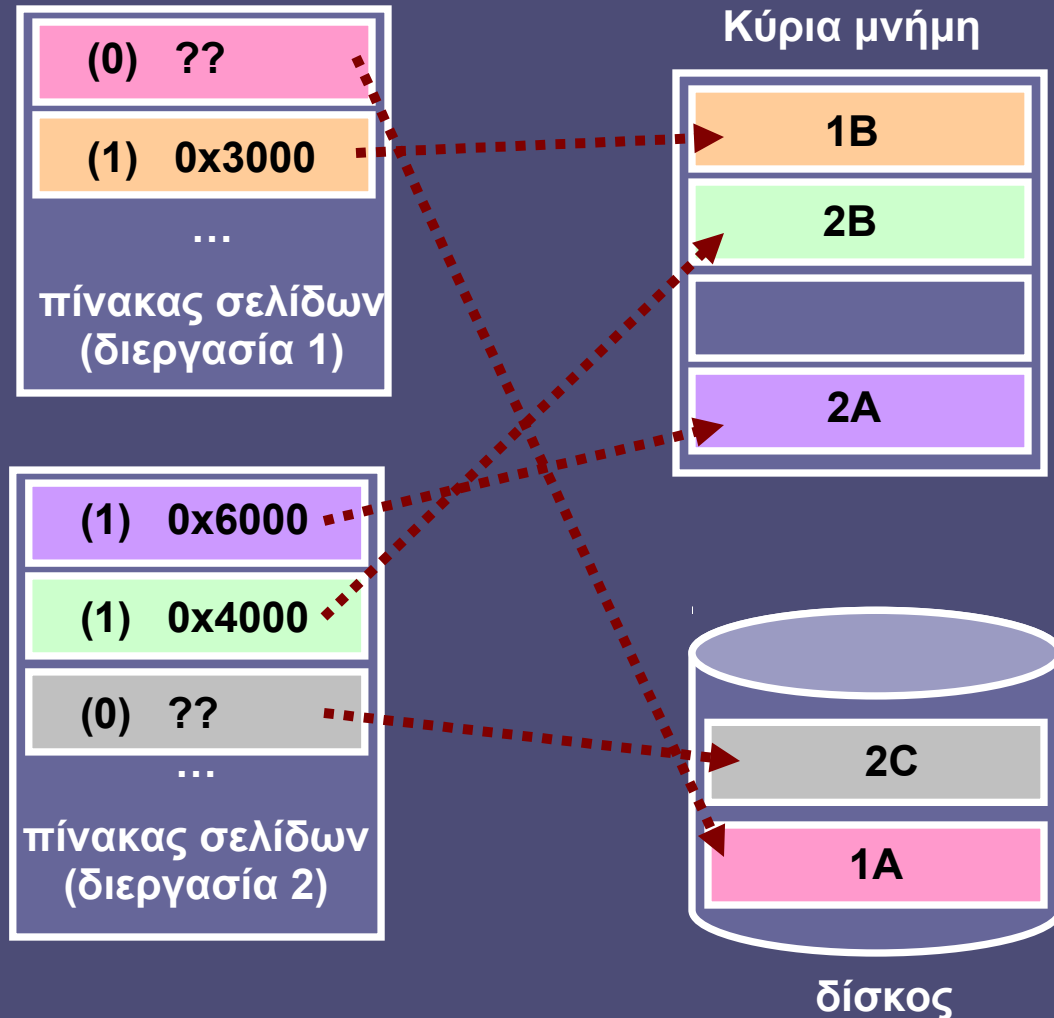 (0) ??
(1) 0x3000
...
πίνακας σελίδων
(διεργασία 1)
Κύρια μνήμη
1B
2B
2A
(1) 0x6000
(1) 0x4000
(0) ??
...
πίνακας σελίδων
(διεργασία 2)
2C
1A
δίσκος